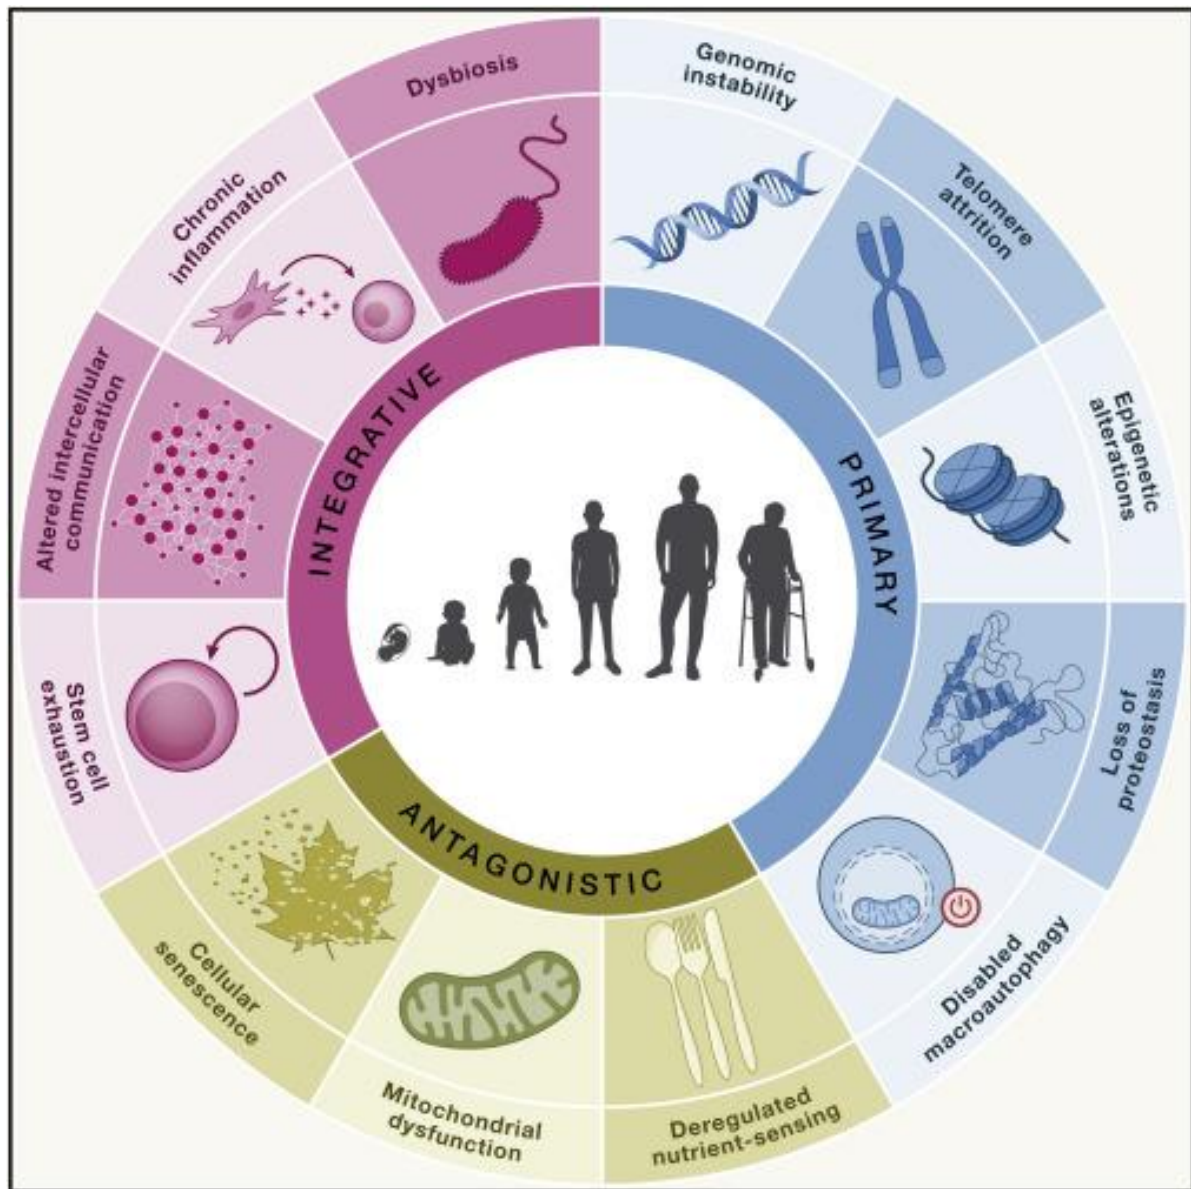 Dysbiosis
Genomic
instability
Telomere
attrition
Epigenetic
alterations
Loss of
proteostasis
Disabled
macroautophagy
Deregulated
nutrient-sensing
Mitochondrial
dysfunction
Cellular
senescence
Stem cell
exhaustion
Altered intercellular
communication
Chronic
inflammation
INTEGRATIVE
PRIMARY
ANTAGONISTIC